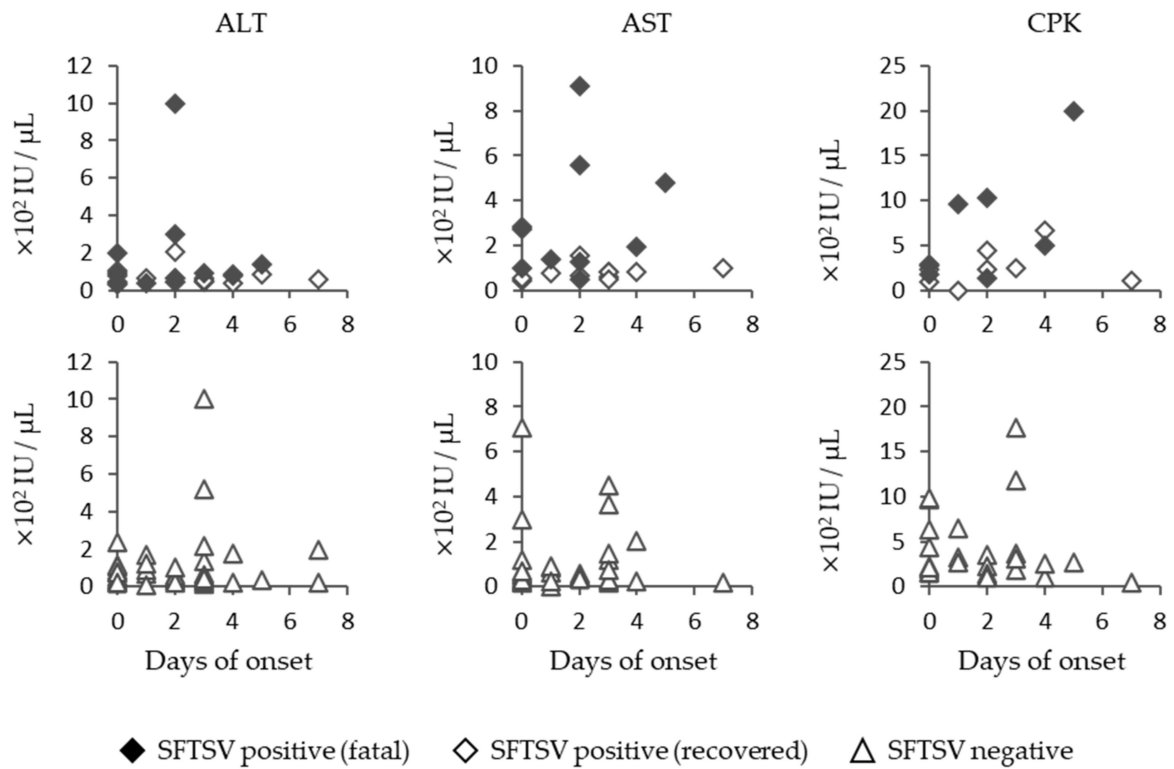 ALT AST CPK
×10² IU / µL
12
10
8
6
4
2
0
0 2 4 6 8
×10² IU / µL
10
8
6
4
2
0
0 2 4 6 8
×10² IU / µL
25
20
15
10
5
0
0 2 4 6 8
×10² IU / µL
12
10
8
6
4
2
0
0 2 4 6 8
Days of onset
×10² IU / µL
10
8
6
4
2
0
0 2 4 6 8
Days of onset
×10² IU / µL
25
20
15
10
5
0
0 2 4 6 8
Days of onset
SFTSV positive (fatal) SFTSV positive (recovered) SFTSV negative